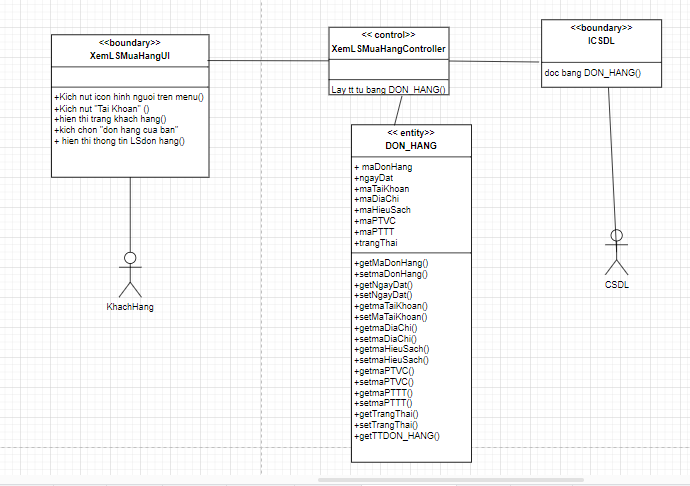 <<boundary>>
XemLSMuaHangUI
+Kich nut icon hinh nguoi tren menu()
+Kich nut "Tai Khoan" ()
+hien thi trang khach hang()
+kich chon "don hang cua ban"
+ hien thi thong tin LSdon hang()
KhachHang
<< control>>
XemLSMuaHangController
Lay tt tu bang DON_HANG()
<< entity>>
DON_HANG
+ maDonHang
+ngayDat
+maTaiKhoan
+maDiaChi
+maHieuSach
+maPTVC
+maPTTT
+trangThai
+getMaDonHang()
+setmaDonHang()
+getNgayDat()
+setNgayDat()
+getmaTaiKhoan()
+setMaTaiKhoan()
+getmaDiaChi()
+setmaDiaChi()
+getmaHieuSach()
+setmaHieuSach()
+getmaPTVC()
+setmaPTVC()
+getmaPTTT()
+setmaPTTT()
+getTrangThai()
+setTrangThai()
+getTTDON_HANG()
<<boundary>>
ICSDL
doc bang DON_HANG()
CSDL